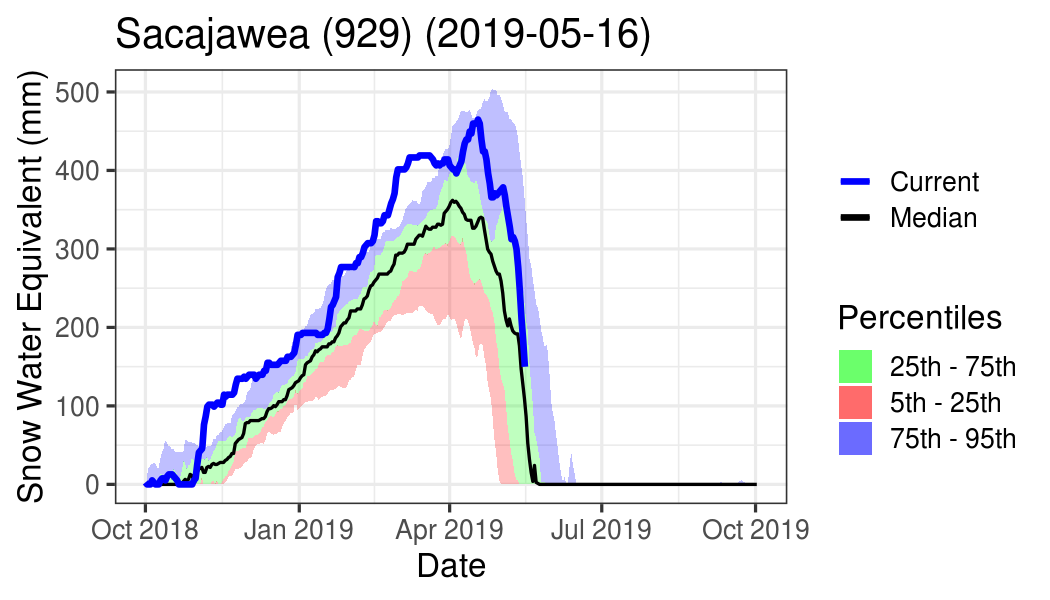 Sacajawea (929) (2019-05-16)
Snow Water Equivalent (mm)
500
400
300
200
100
0
Oct 2018
Jan 2019
Apr 2019
Jul 2019
Oct 2019
Date
Current
Median
Percentiles
25th - 75th
5th - 25th
75th - 95th